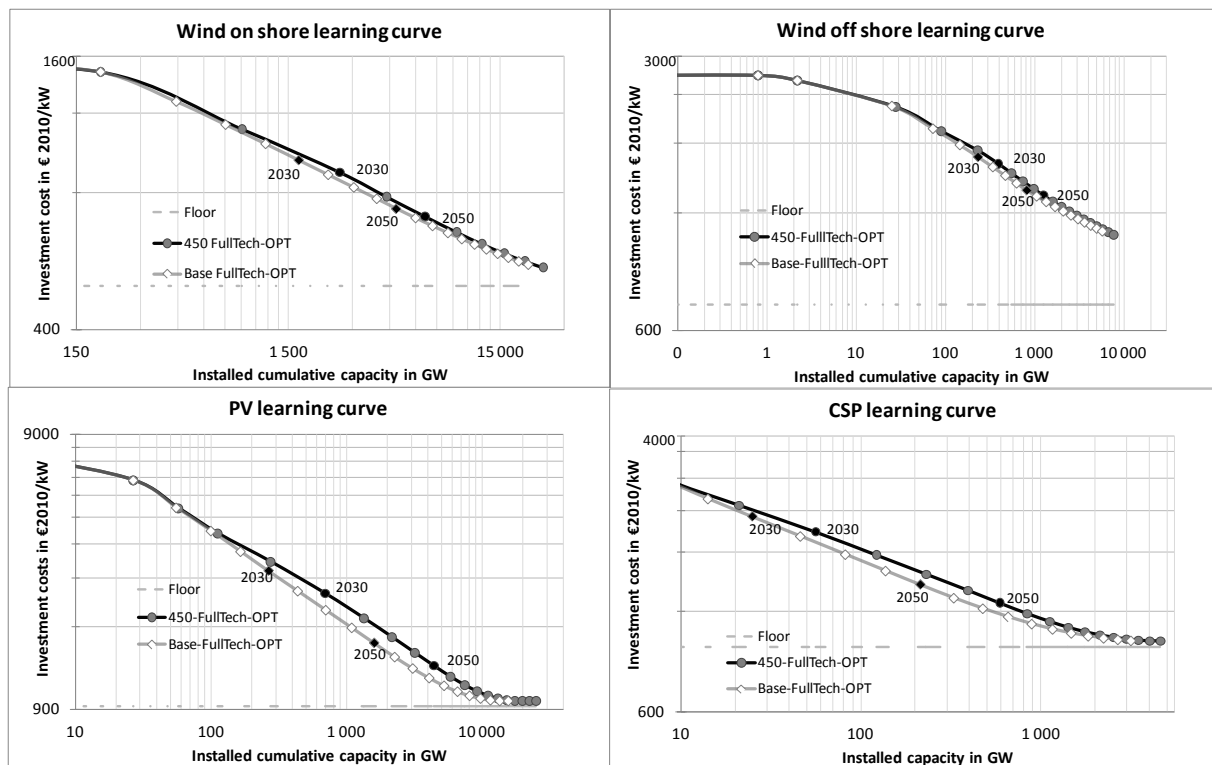 Wind on shore learning curve
1600
Investment cost in € 2010/kW
2030
2030
Floor
450 FullTech-OPT
Base FullTech-OPT
2050
2050
400
150
1 500
15 000
Installed cumulative capacity in GW
Wind off shore learning curve
3000
Investment cost in € 2010/kW
2030
2030
2050
2050
Floor
450-FulllTech-OPT
Base-FulllTech-OPT
600
0
1
10
100
1 000
10 000
Installed cumulative capacity in GW
PV learning curve
9000
Investment costs in €2010/kW
2030
2030
Floor
450-FullTech-OPT
Base-FullTech-OPT
2050
2050
900
10
100
1 000
10 000
Installed cumulative capacity in GW
CSP learning curve
4000
Investment cost in €2010/kW
2030
2030
Floor
450-FullTech-OPT
Base-FullTech-OPT
2050
2050
600
10
100
1 000
Installed cumulative capacity in GW